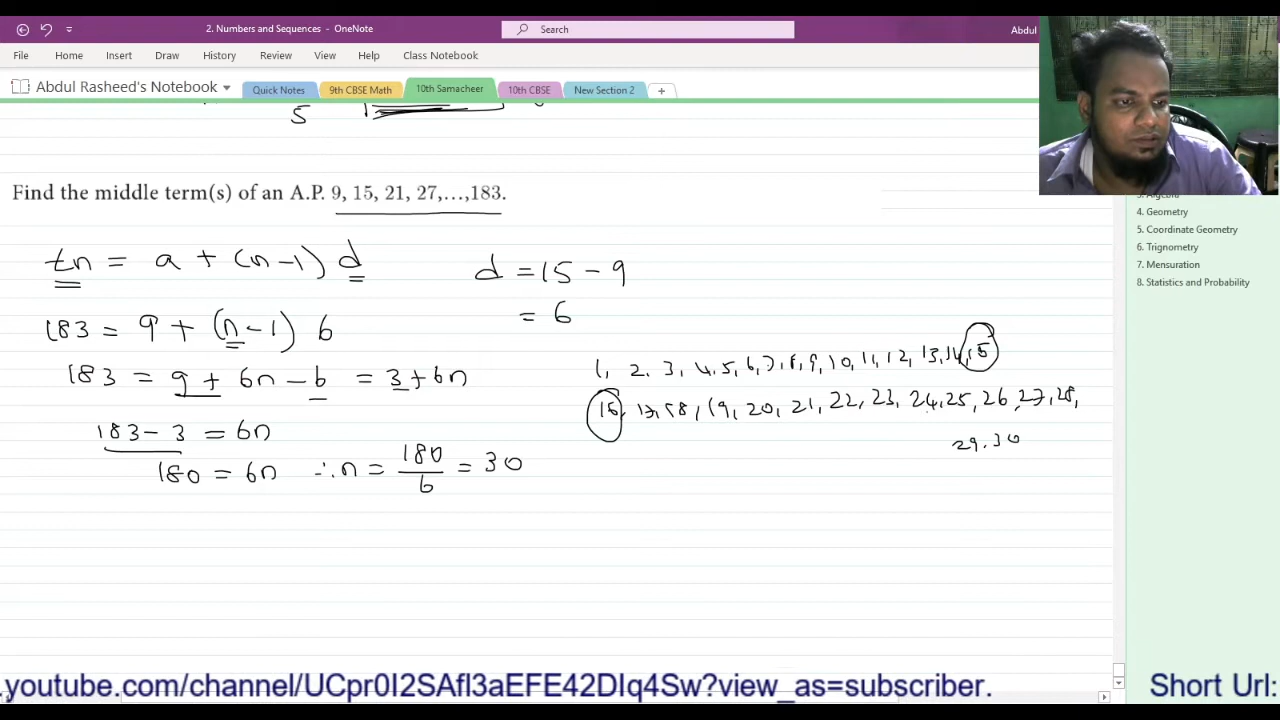 2. Numbers and Sequences - OneNote
Search
Abdul
File Home Insert Draw History Review View Help Class Notebook
Abdul Rasheed's Notebook
Quick Notes
9th CBSE Math
10th Samacheer
10th CBSE
New Section 2
5
Find the middle term(s) of an A.P. 9, 15, 21, 27,…,183.
tn = a + (n-1) d
183 = 9 + (n-1) 6
183 = 9 + 6n - 6 = 3 + 6n
183 - 3 = 6n
180 = 6n ∴ n = 180/6 = 30
d = 15 - 9
= 6
1, 2, 3, 4, 5, 6, 7, 8, 9, 10, 11, 12, 13, 14, 15
16, 17, 18, 19, 20, 21, 22, 23, 24, 25, 26, 27, 28,
29, 30
4. Geometry
5. Coordinate Geometry
6. Trignometry
7. Mensuration
8. Statistics and Probability
.youtube.com/channel/UCpr0I2SAfI3aEFE42DIq4Sw?view_as=subscriber. Short Url: